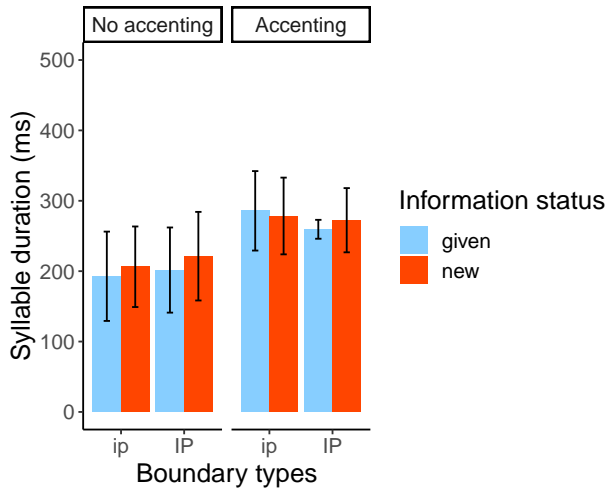 No accenting
Accenting
500
400
300
200
100
0
Syllable duration (ms)
ip
IP
ip
IP
Boundary types
Information status
given
new